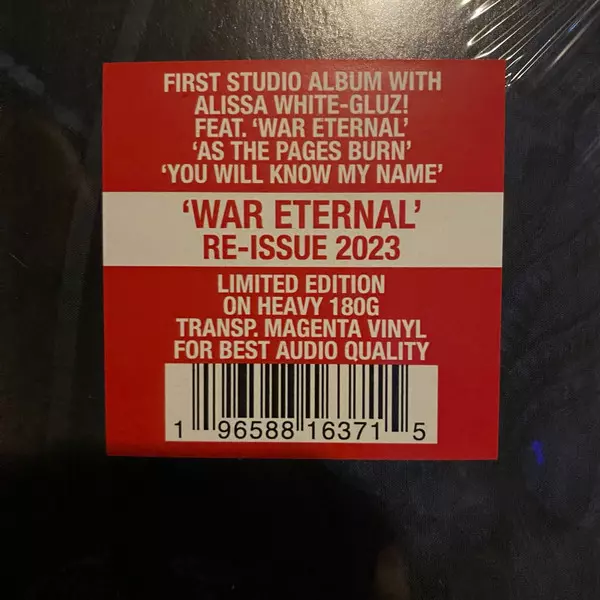 FIRST STUDIO ALBUM WITH
ALISSA WHITE-GLUZ!
FEAT. ‘WAR ETERNAL’
‘AS THE PAGES BURN’
‘YOU WILL KNOW MY NAME’
‘WAR ETERNAL’
RE-ISSUE 2023
LIMITED EDITION
ON HEAVY 180G
TRANSP. MAGENTA VINYL
FOR BEST AUDIO QUALITY
1 96588 16371 5